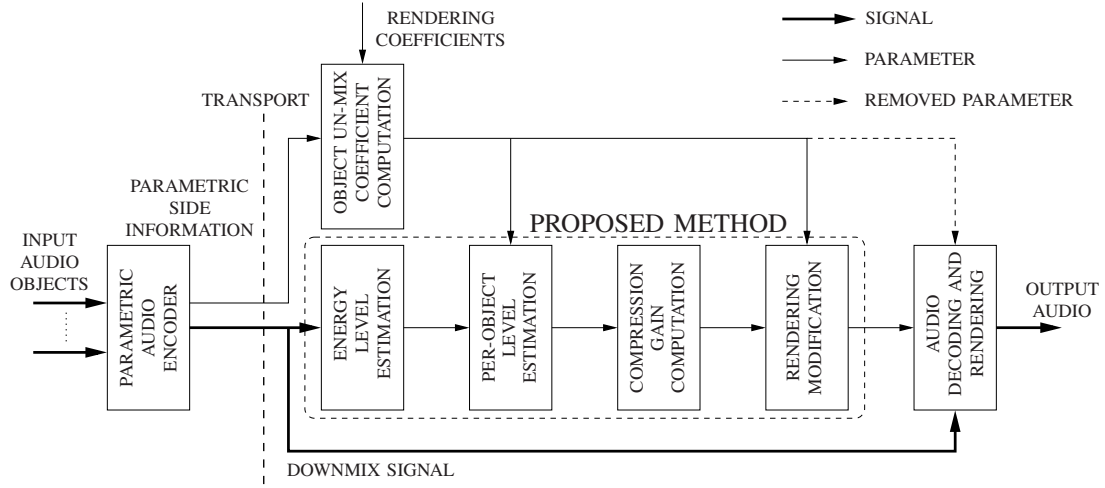 RENDERING
COEFFICIENTS
SIGNAL
PARAMETER
REMOVED PARAMETER
TRANSPORT
OBJECT UN-MIX
COEFFICIENT
COMPUTATION
PARAMETRIC
SIDE
INFORMATION
PROPOSED METHOD
INPUT
AUDIO
OBJECTS
PARAMETRIC
AUDIO
ENCODER
ENERGY
LEVEL
ESTIMATION
PER-OBJECT
LEVEL
ESTIMATION
COMPRESSION
GAIN
COMPUTATION
RENDERING
MODIFICATION
AUDIO
DECODING AND
RENDERING
OUTPUT
AUDIO
DOWNMIX SIGNAL